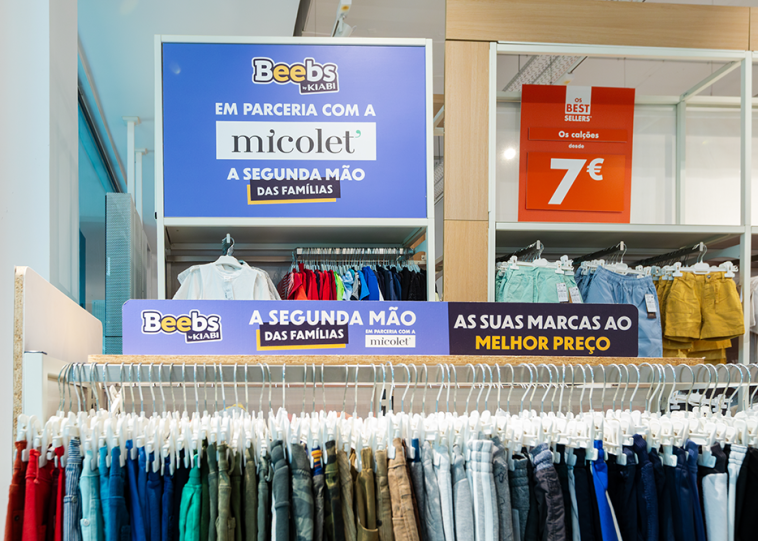 Beebs
by KIABI
EM PARCERIA COM A
micolet'
A SEGUNDA MÃO
DAS FAMÍLIAS
OS
BEST
SELLERS*
Os calções
desde
7€
Beebs
by KIABI
A SEGUNDA MÃO
DAS FAMÍLIAS
EM PARCERIA COM A
micolet'
AS SUAS MARCAS AO
MELHOR PREÇO